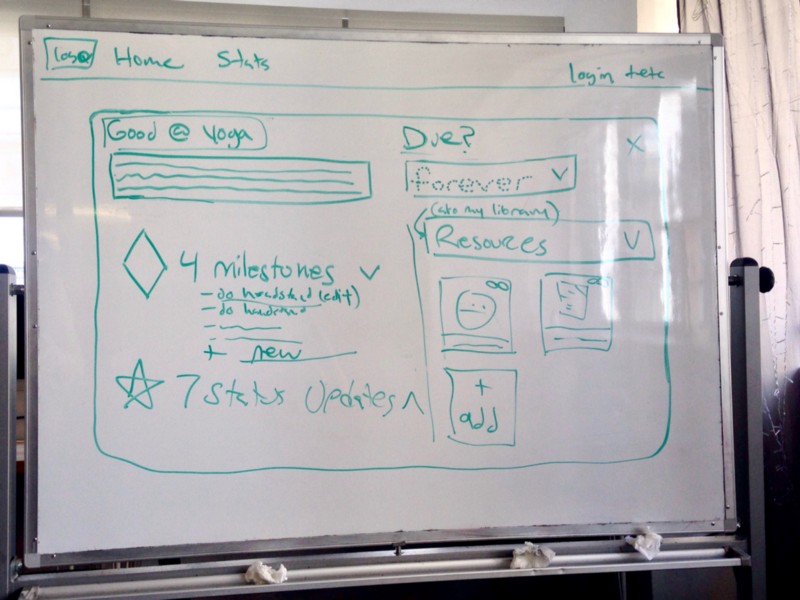 logo Home Stats
login + etc
Good @ Yoga
Due?
X
forever
(+ to my library)
Resources
4 milestones
- do headstand (edit)
- do handstand
+ new
7 Status Updates
+
add